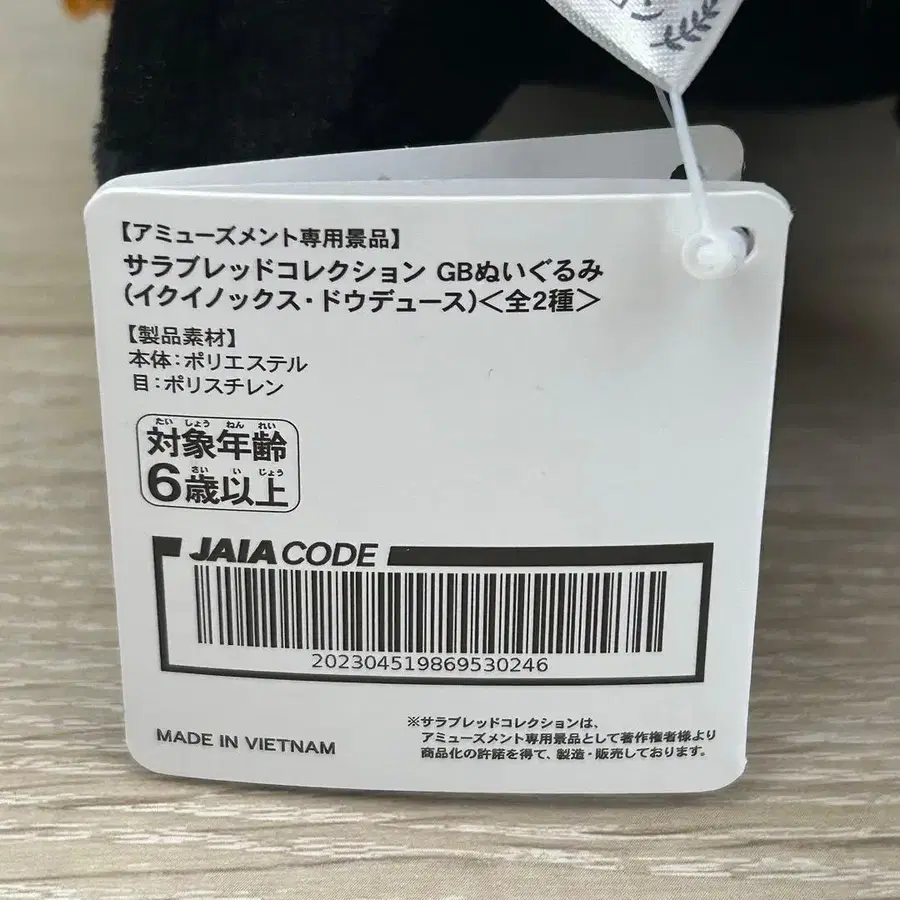 【アミューズメント専用景品】
サラブレッドコレクション GBぬいぐるみ
(イクイノックス・ドウデュース)<全2種>
【製品素材】
本体:ポリエステル
目:ポリスチレン
たい しょう ねん れい
対象年齢
さい い じょう
6歳以上
JAIA CODE
202304519869530246
MADE IN VIETNAM
※サラブレッドコレクションは、
アミューズメント専用景品として著作権者様より
商品化の許諾を得て、製造・販売しております。